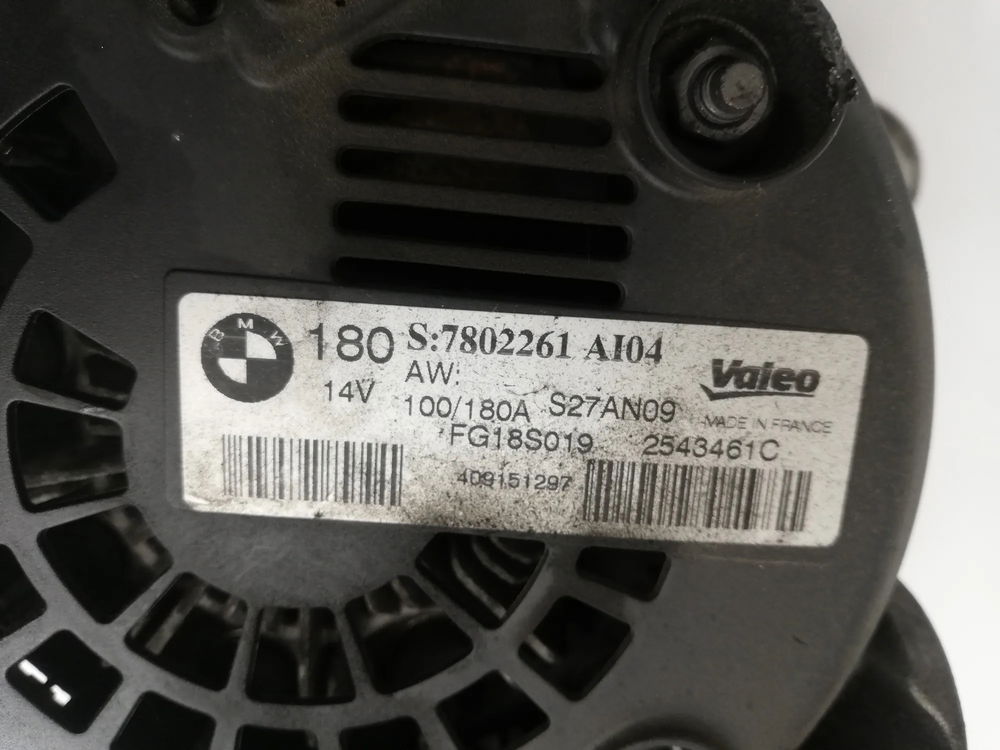 BMW
180 S:7802261 AI04
Valeo
14V AW:
100/180A S27AN09
MADE IN FRANCE
FG18S019 2543461C
409151297